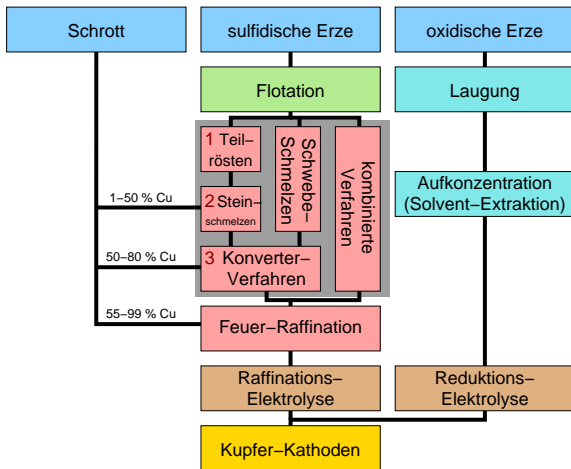 Schrott
sulfidische Erze
oxidische Erze
Flotation
Laugung
1 Teil–
rösten
Schwebe–
Schmelzen
kombinierte
Verfahren
Aufkonzentration
(Solvent–Extraktion)
1–50 % Cu
2 Stein–
schmelzen
50–80 % Cu
3 Konverter–
Verfahren
55–99 % Cu
Feuer–Raffination
Raffinations–
Elektrolyse
Reduktions–
Elektrolyse
Kupfer–Kathoden